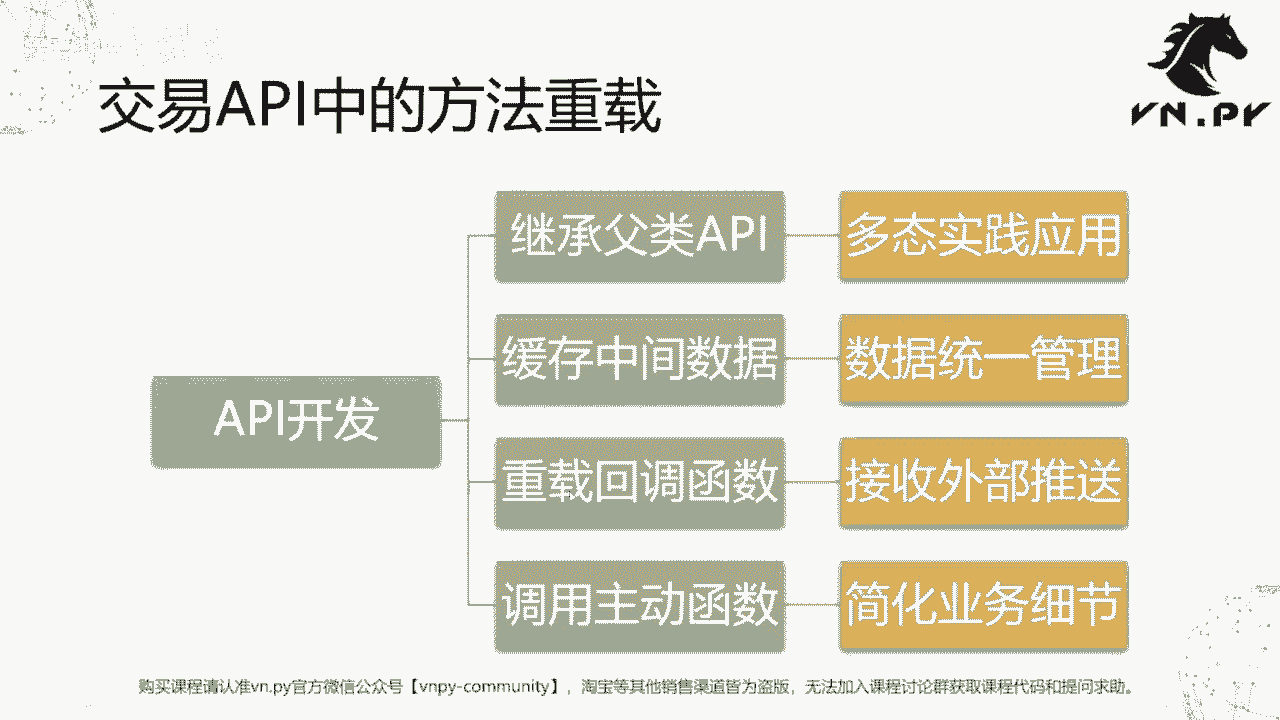 交易API中的方法重载
VN.PY
API开发
继承父类API
多态实践应用
缓存中间数据
数据统一管理
重载回调函数
接收外部推送
调用主动函数
简化业务细节
购买课程请认准vn.py官方微信公众号【vnpy-community】，淘宝等其他销售渠道皆为盗版，无法加入课程讨论群获取课程代码和提问求助。